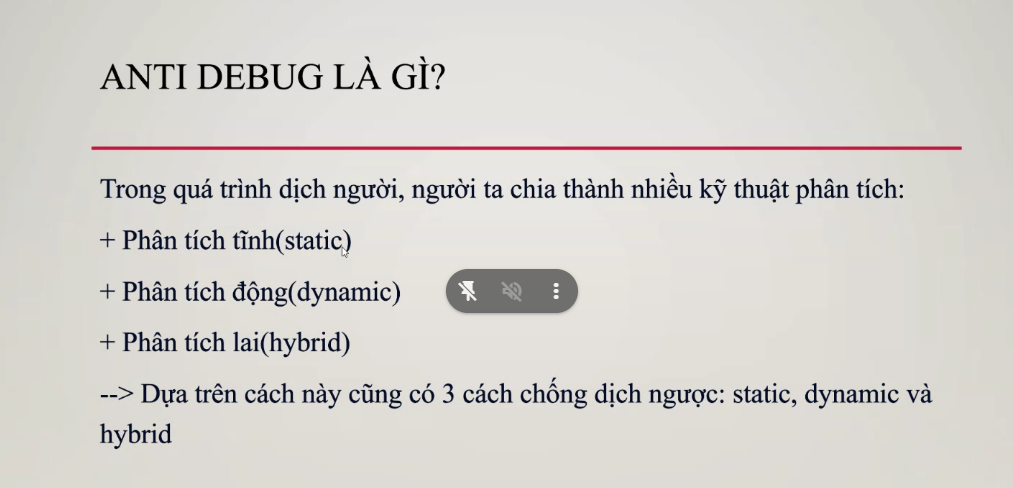 ANTI DEBUG LÀ GÌ?
Trong quá trình dịch người, người ta chia thành nhiều kỹ thuật phân tích:
+ Phân tích tĩnh(static)
+ Phân tích động(dynamic)
+ Phân tích lai(hybrid)
--> Dựa trên cách này cũng có 3 cách chống dịch ngược: static, dynamic và
hybrid